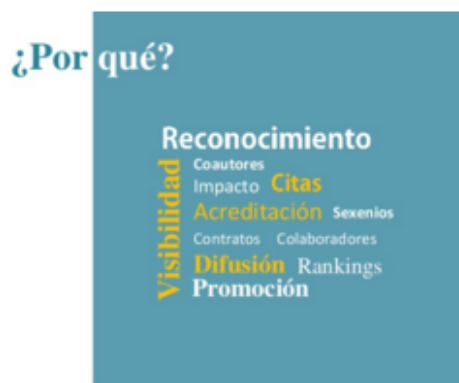 ¿Por qué?
Reconocimiento
Visibilidad
Coautores
Impacto Citas
Acreditación Sexenios
Contratos Colaboradores
Difusión Rankings
Promoción